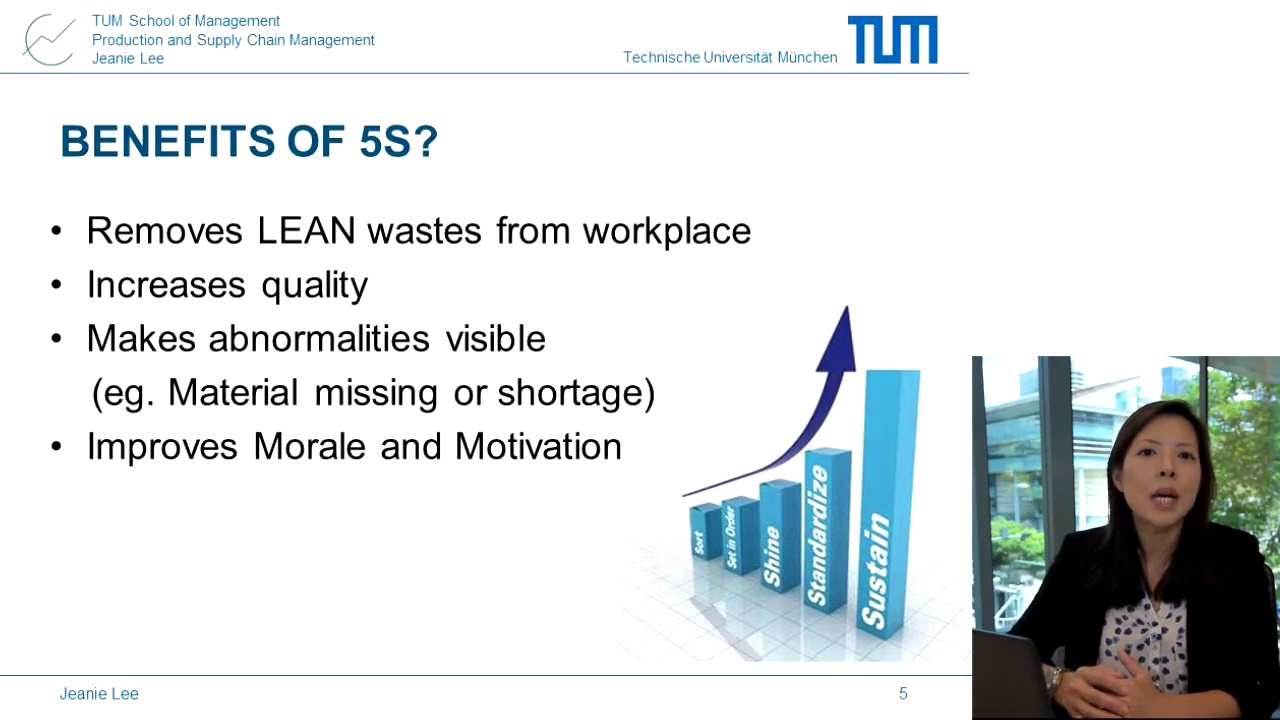 TUM School of Management
Production and Supply Chain Management
Jeanie Lee
Technische Universität München
TUM
BENEFITS OF 5S?
• Removes LEAN wastes from workplace
• Increases quality
• Makes abnormalities visible
(eg. Material missing or shortage)
• Improves Morale and Motivation
Sort
Set in Order
Shine
Standardize
Sustain
Jeanie Lee
5